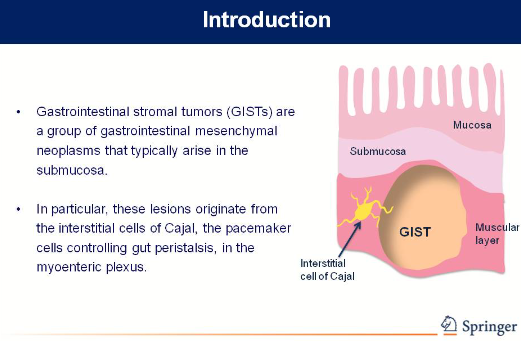 Introduction
• Gastrointestinal stromal tumors (GISTs) are
a group of gastrointestinal mesenchymal
neoplasms that typically arise in the
submucosa.
• In particular, these lesions originate from
the interstitial cells of Cajal, the pacemaker
cells controlling gut peristalsis, in the
myoenteric plexus.
Mucosa
Submucosa
GIST
Muscular
layer
Interstitial
cell of Cajal
Springer